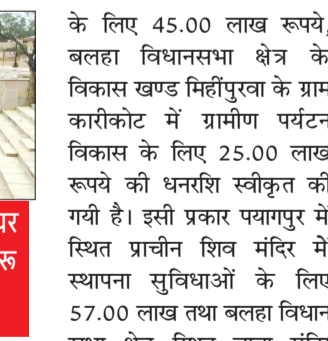 के लिए 45.00 लाख रूपये,
बलहा विधानसभा क्षेत्र के
विकास खण्ड मिहींपुरवा के ग्राम
कारीकोट में ग्रामीण पर्यटन
विकास के लिए 25.00 लाख
रूपये की धनरशि स्वीकृत की
गयी है। इसी प्रकार पयागपुर में
स्थित प्राचीन शिव मंदिर में
स्थापना सुविधाओं के लिए
57.00 लाख तथा बलहा विधान